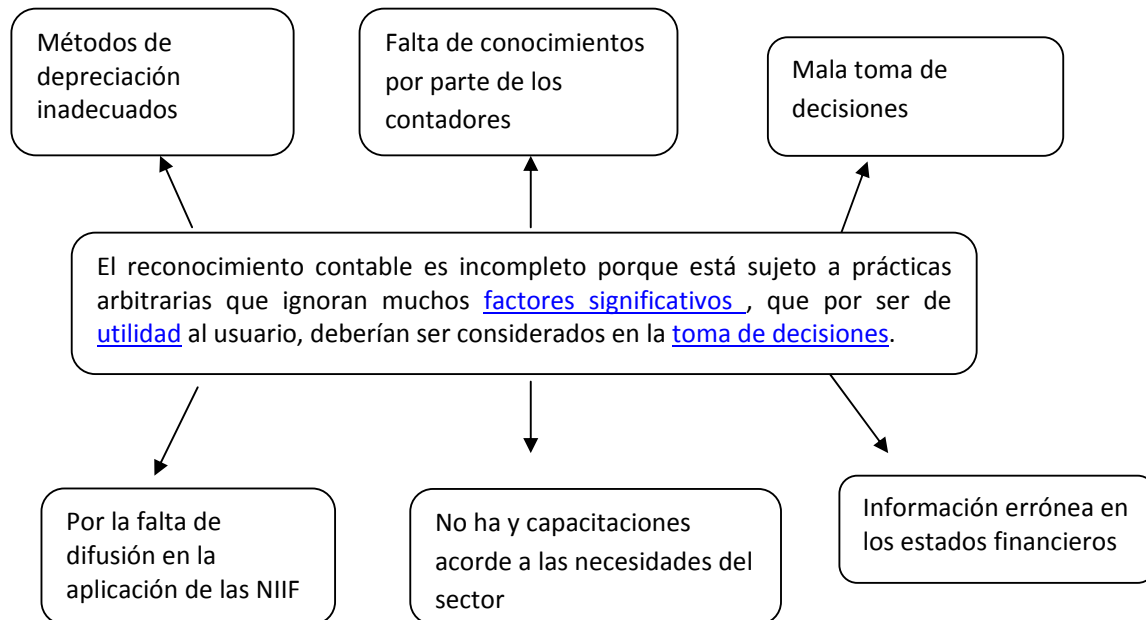 Métodos de
depreciación
inadecuados
Falta de conocimientos
por parte de los
contadores
Mala toma de
decisiones
El reconocimiento contable es incompleto porque está sujeto a prácticas
arbitrarias que ignoran muchos factores significativos , que por ser de
utilidad al usuario, deberían ser considerados en la toma de decisiones.
Por la falta de
difusión en la
aplicación de las NIIF
No ha y capacitaciones
acorde a las necesidades del
sector
Información errónea en
los estados financieros